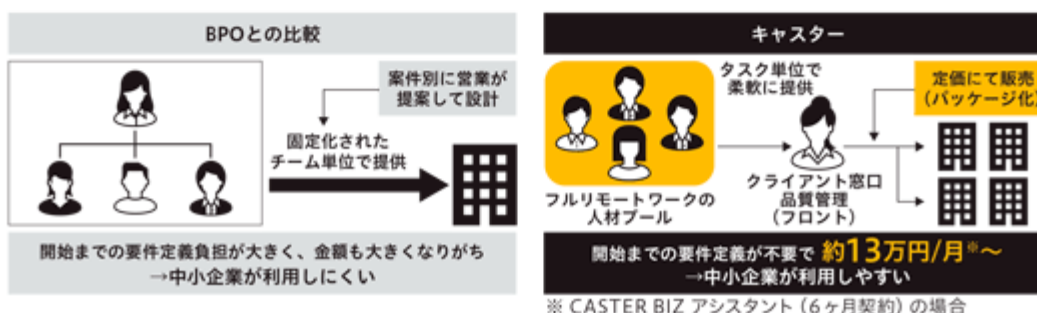 BPOとの比較
案件別に営業が
提案して設計
固定化された
チーム単位で提供
開始までの要件定義負担が大きく、金額も大きくなりがち
→中小企業が利用しにくい
キャスター
タスク単位で
柔軟に提供
定価にて販売
(パッケージ化)
フルリモートワークの
人材プール
クライアント窓口
品質管理
(フロント)
開始までの要件定義が不要で 約13万円/月※〜
→中小企業が利用しやすい
※ CASTER BIZ アシスタント (6ヶ月契約) の場合